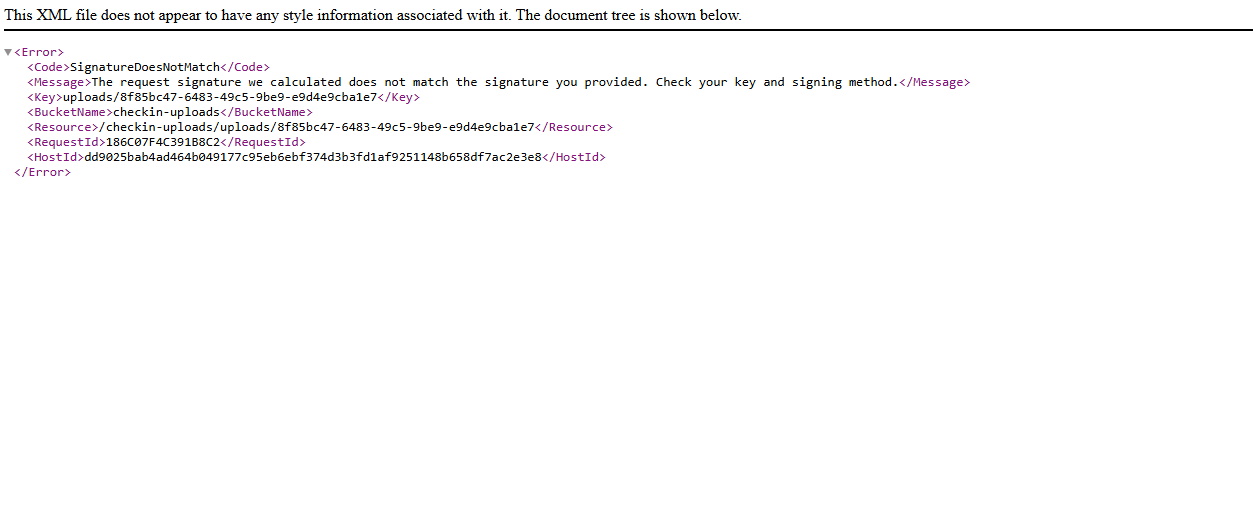 This XML file does not appear to have any style information associated with it. The document tree is shown below.
<Error>
<Code>SignatureDoesNotMatch</Code>
<Message>The request signature we calculated does not match the signature you provided. Check your key and signing method.</Message>
<Key>uploads/8f85bc47-6483-49c5-9be9-e9d4e9cba1e7</Key>
<BucketName>checkin-uploads</BucketName>
<Resource>/checkin-uploads/uploads/8f85bc47-6483-49c5-9be9-e9d4e9cba1e7</Resource>
<RequestId>186C07F4C391B8C2</RequestId>
<HostId>dd9025bab4ad464b049177c95eb6ebf374d3b3fd1af9251148b658df7ac2e3e8</HostId>
</Error>